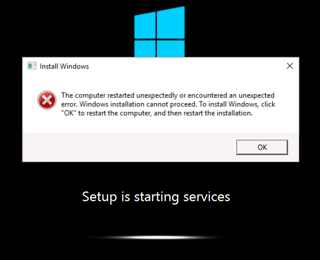 Install Windows
The computer restarted unexpectedly or encountered an unexpected
error. Windows installation cannot proceed. To install Windows, click
"OK" to restart the computer, and then restart the installation.
OK
Setup is starting services